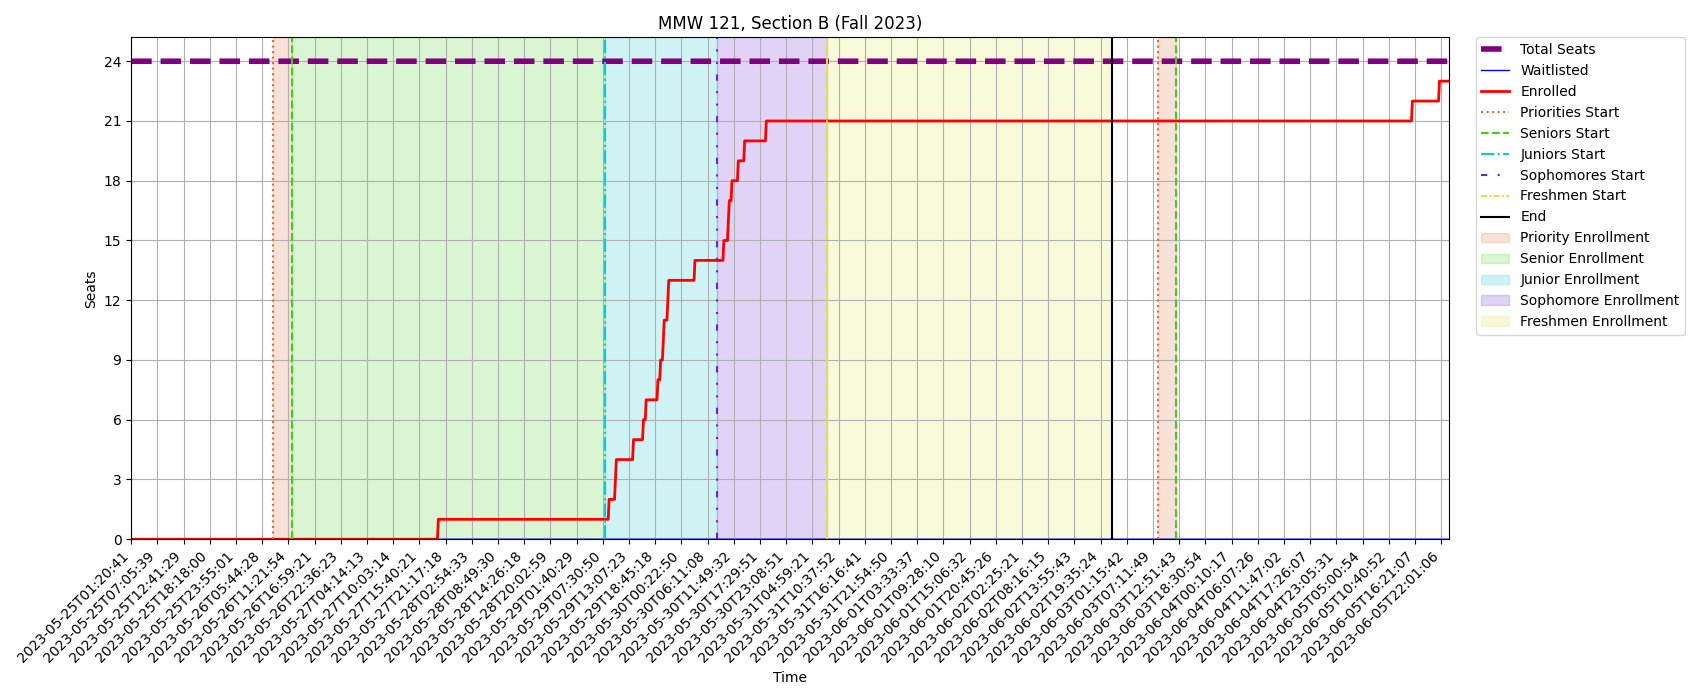 MMW 121, Section B (Fall 2023)
Seats
24
21
18
15
12
9
6
3
0
2023-05-25T01:20:41
2023-05-25T07:05:39
2023-05-25T12:41:29
2023-05-25T18:18:00
2023-05-25T23:55:01
2023-05-26T05:44:28
2023-05-26T11:21:54
2023-05-26T16:59:21
2023-05-26T22:36:23
2023-05-27T04:14:13
2023-05-27T10:03:14
2023-05-27T15:40:21
2023-05-27T21:17:18
2023-05-28T02:54:33
2023-05-28T08:49:30
2023-05-28T14:26:18
2023-05-28T20:02:59
2023-05-29T01:40:29
2023-05-29T07:30:50
2023-05-29T13:07:23
2023-05-29T18:45:18
2023-05-30T00:22:50
2023-05-30T06:11:08
2023-05-30T11:49:32
2023-05-30T17:29:51
2023-05-30T23:08:51
2023-05-31T04:59:21
2023-05-31T10:37:52
2023-05-31T16:16:41
2023-05-31T21:54:50
2023-06-01T03:33:37
2023-06-01T09:28:10
2023-06-01T15:06:32
2023-06-01T20:45:26
2023-06-02T02:25:21
2023-06-02T08:16:15
2023-06-02T13:55:43
2023-06-02T19:35:24
2023-06-03T01:15:42
2023-06-03T07:11:49
2023-06-03T12:51:43
2023-06-03T18:30:54
2023-06-04T00:10:17
2023-06-04T06:07:26
2023-06-04T11:47:02
2023-06-04T17:26:07
2023-06-04T23:05:31
2023-06-05T05:00:54
2023-06-05T10:40:52
2023-06-05T16:21:07
2023-06-05T22:01:06
Time
Total Seats
Waitlisted
Enrolled
Priorities Start
Seniors Start
Juniors Start
Sophomores Start
Freshmen Start
End
Priority Enrollment
Senior Enrollment
Junior Enrollment
Sophomore Enrollment
Freshmen Enrollment